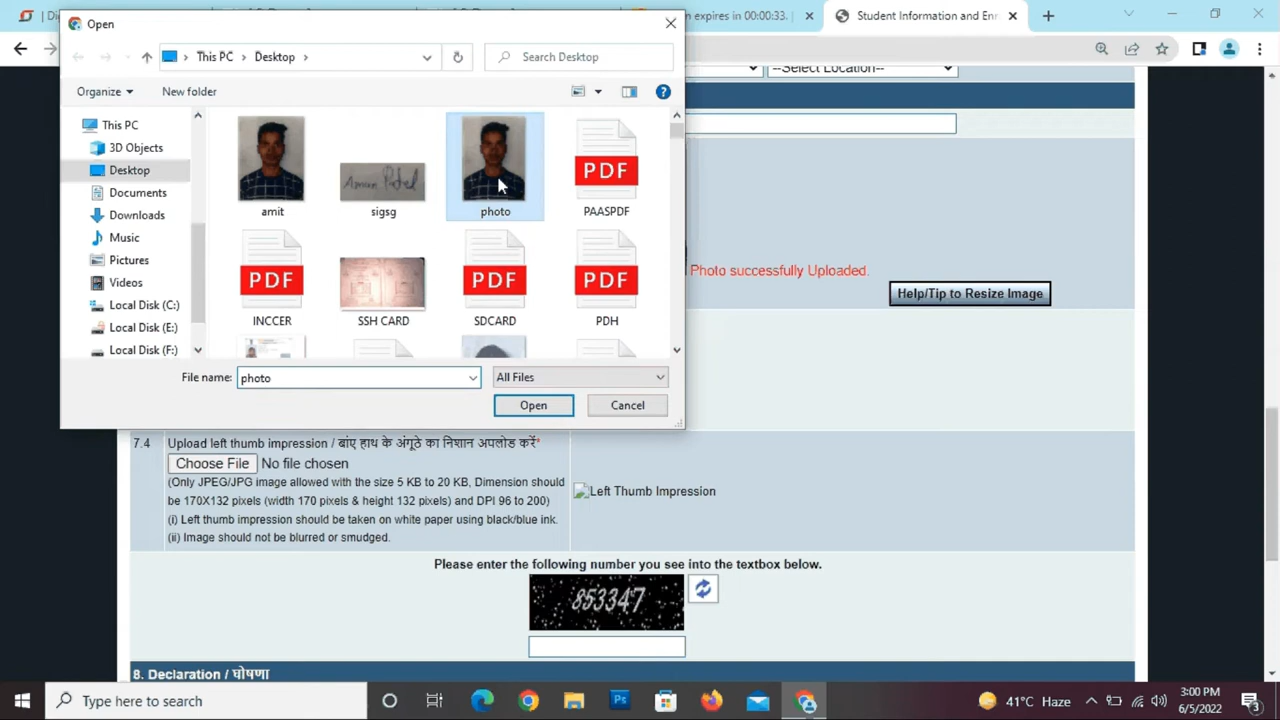 Open
| Dig
n expires in 00:00:33.
Student Information and Enr
This PC
Desktop
Search Desktop
--Select Location--
Organize
New folder
This PC
3D Objects
Desktop
Documents
Downloads
Music
Pictures
Videos
Local Disk (C:)
Local Disk (E:)
Local Disk (F:)
amit
sigsg
photo
PDF
PAASPDF
PDF
INCCER
SSH CARD
PDF
SDCARD
PDF
PDH
Photo successfully Uploaded.
Help/Tip to Resize Image
File name:
photo
All Files
Open
Cancel
7.4 Upload left thumb impression / बांए हाथ के अंगूठे का निशान अपलोड करें*
Choose File No file chosen
(Only JPEG/JPG image allowed with the size 5 KB to 20 KB, Dimension should
be 170X132 pixels (width 170 pixels & height 132 pixels) and DPI 96 to 200)
(i) Left thumb impression should be taken on white paper using black/blue ink.
(ii) Image should not be blurred or smudged.
Left Thumb Impression
Please enter the following number you see into the textbox below.
853347
8. Declaration / घोषणा
Type here to search
Ps
41°C Haze
3:00 PM
6/5/2022
3